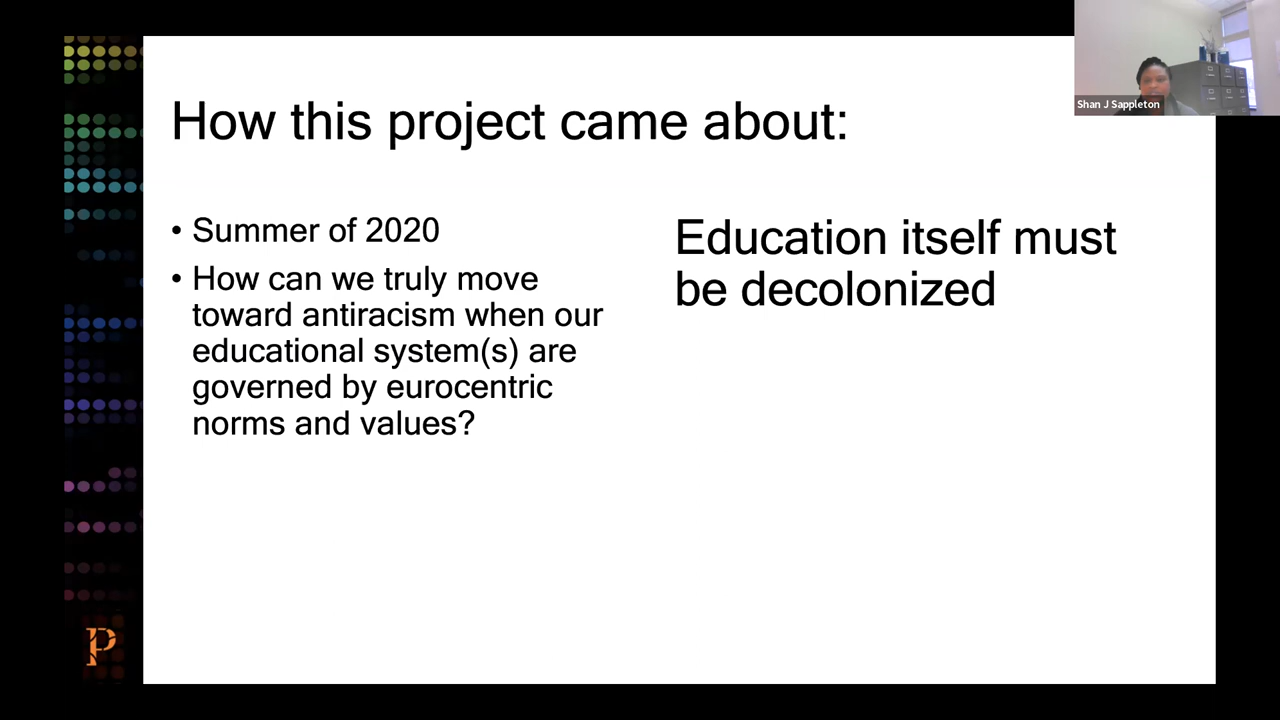 Shan J Sappleton
How this project came about:
• Summer of 2020
• How can we truly move
toward antiracism when our
educational system(s) are
governed by eurocentric
norms and values?
Education itself must
be decolonized
P